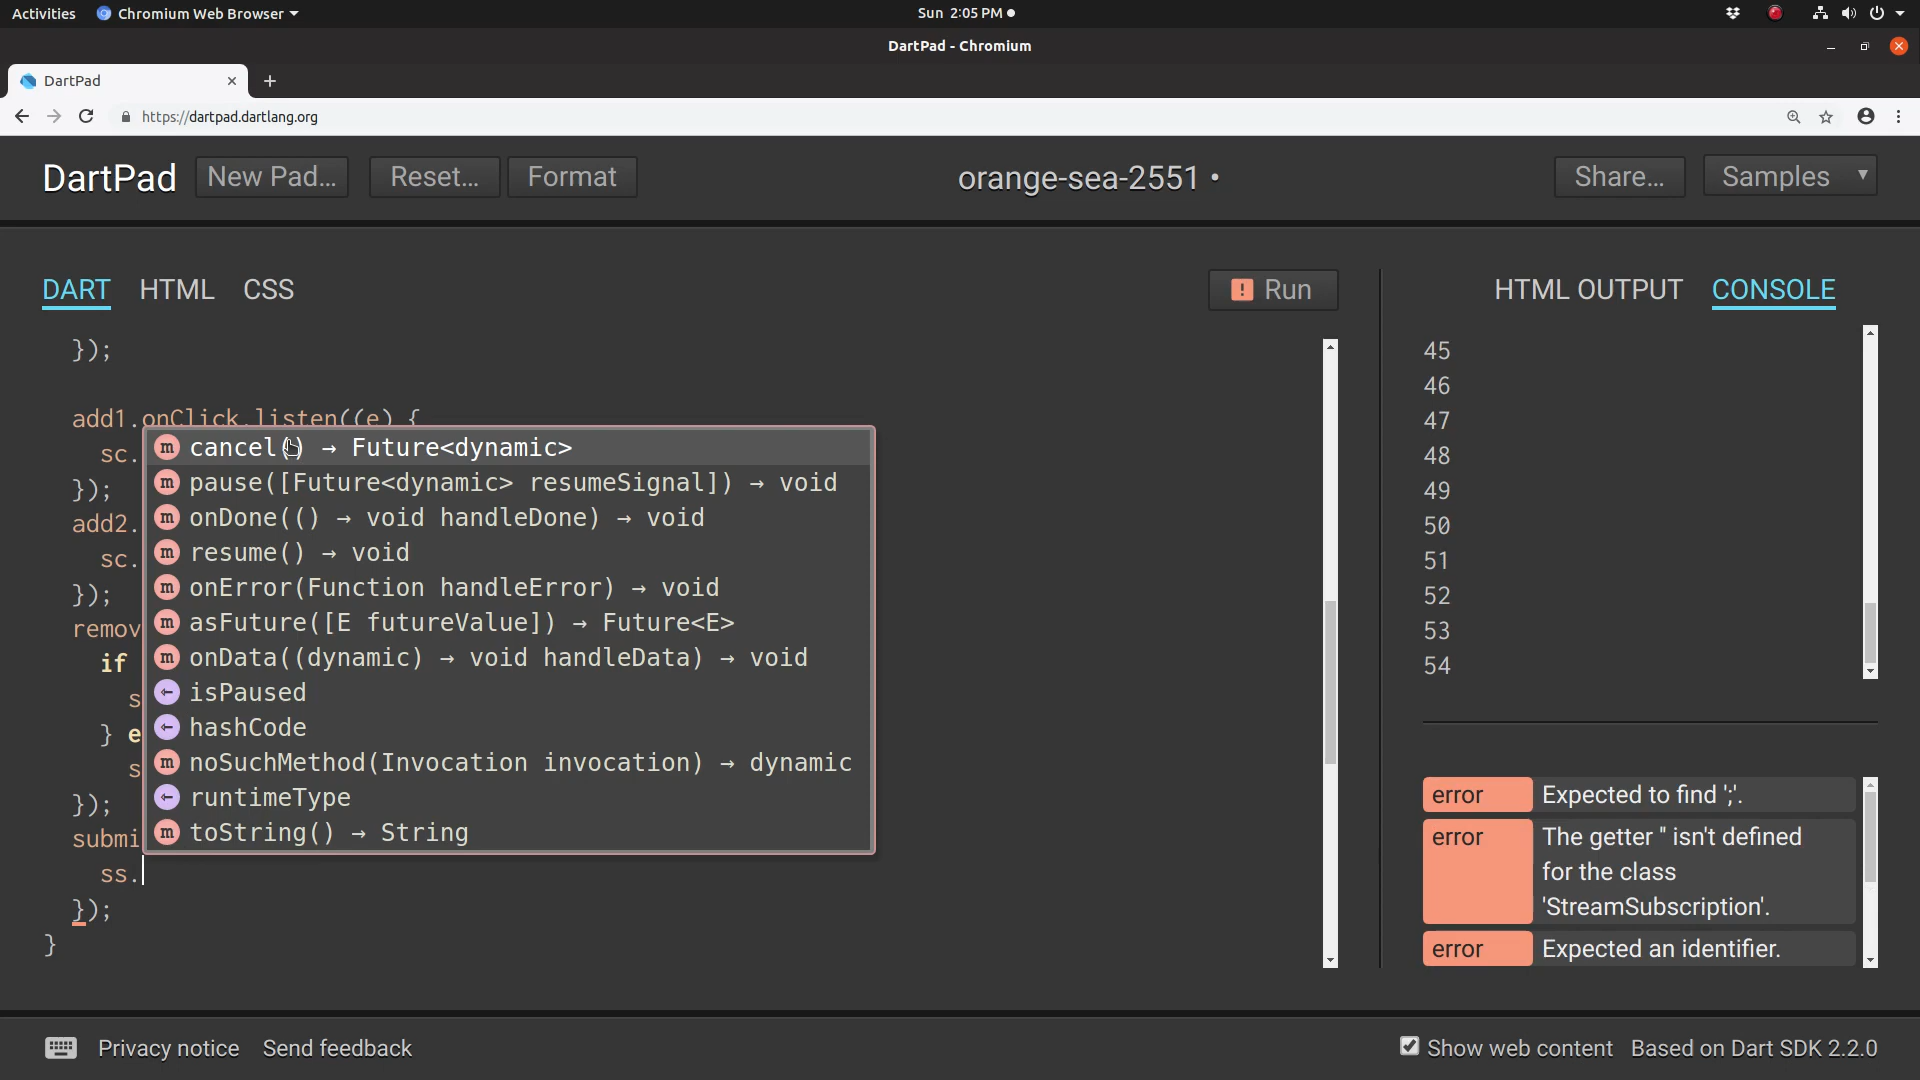 Activities Chromium Web Browser Sun 2:05 PM
DartPad - Chromium
DartPad
https://dartpad.dartlang.org
DartPad New Pad... Reset... Format orange-sea-2551 • Share... Samples
DART HTML CSS Run HTML OUTPUT CONSOLE
});
add1.onClick.listen((e) {
sc.
});
add2.
sc.
});
remov
if
s
} e
s
});
submi
ss.
});
}
m cancel() → Future<dynamic>
m pause([Future<dynamic> resumeSignal]) → void
m onDone(() → void handleDone) → void
m resume() → void
m onError(Function handleError) → void
m asFuture([E futureValue]) → Future<E>
m onData((dynamic) → void handleData) → void
← isPaused
← hashCode
m noSuchMethod(Invocation invocation) → dynamic
← runtimeType
m toString() → String
45
46
47
48
49
50
51
52
53
54
error Expected to find ';'.
error The getter '' isn't defined
for the class
'StreamSubscription'.
error Expected an identifier.
Privacy notice Send feedback Show web content Based on Dart SDK 2.2.0